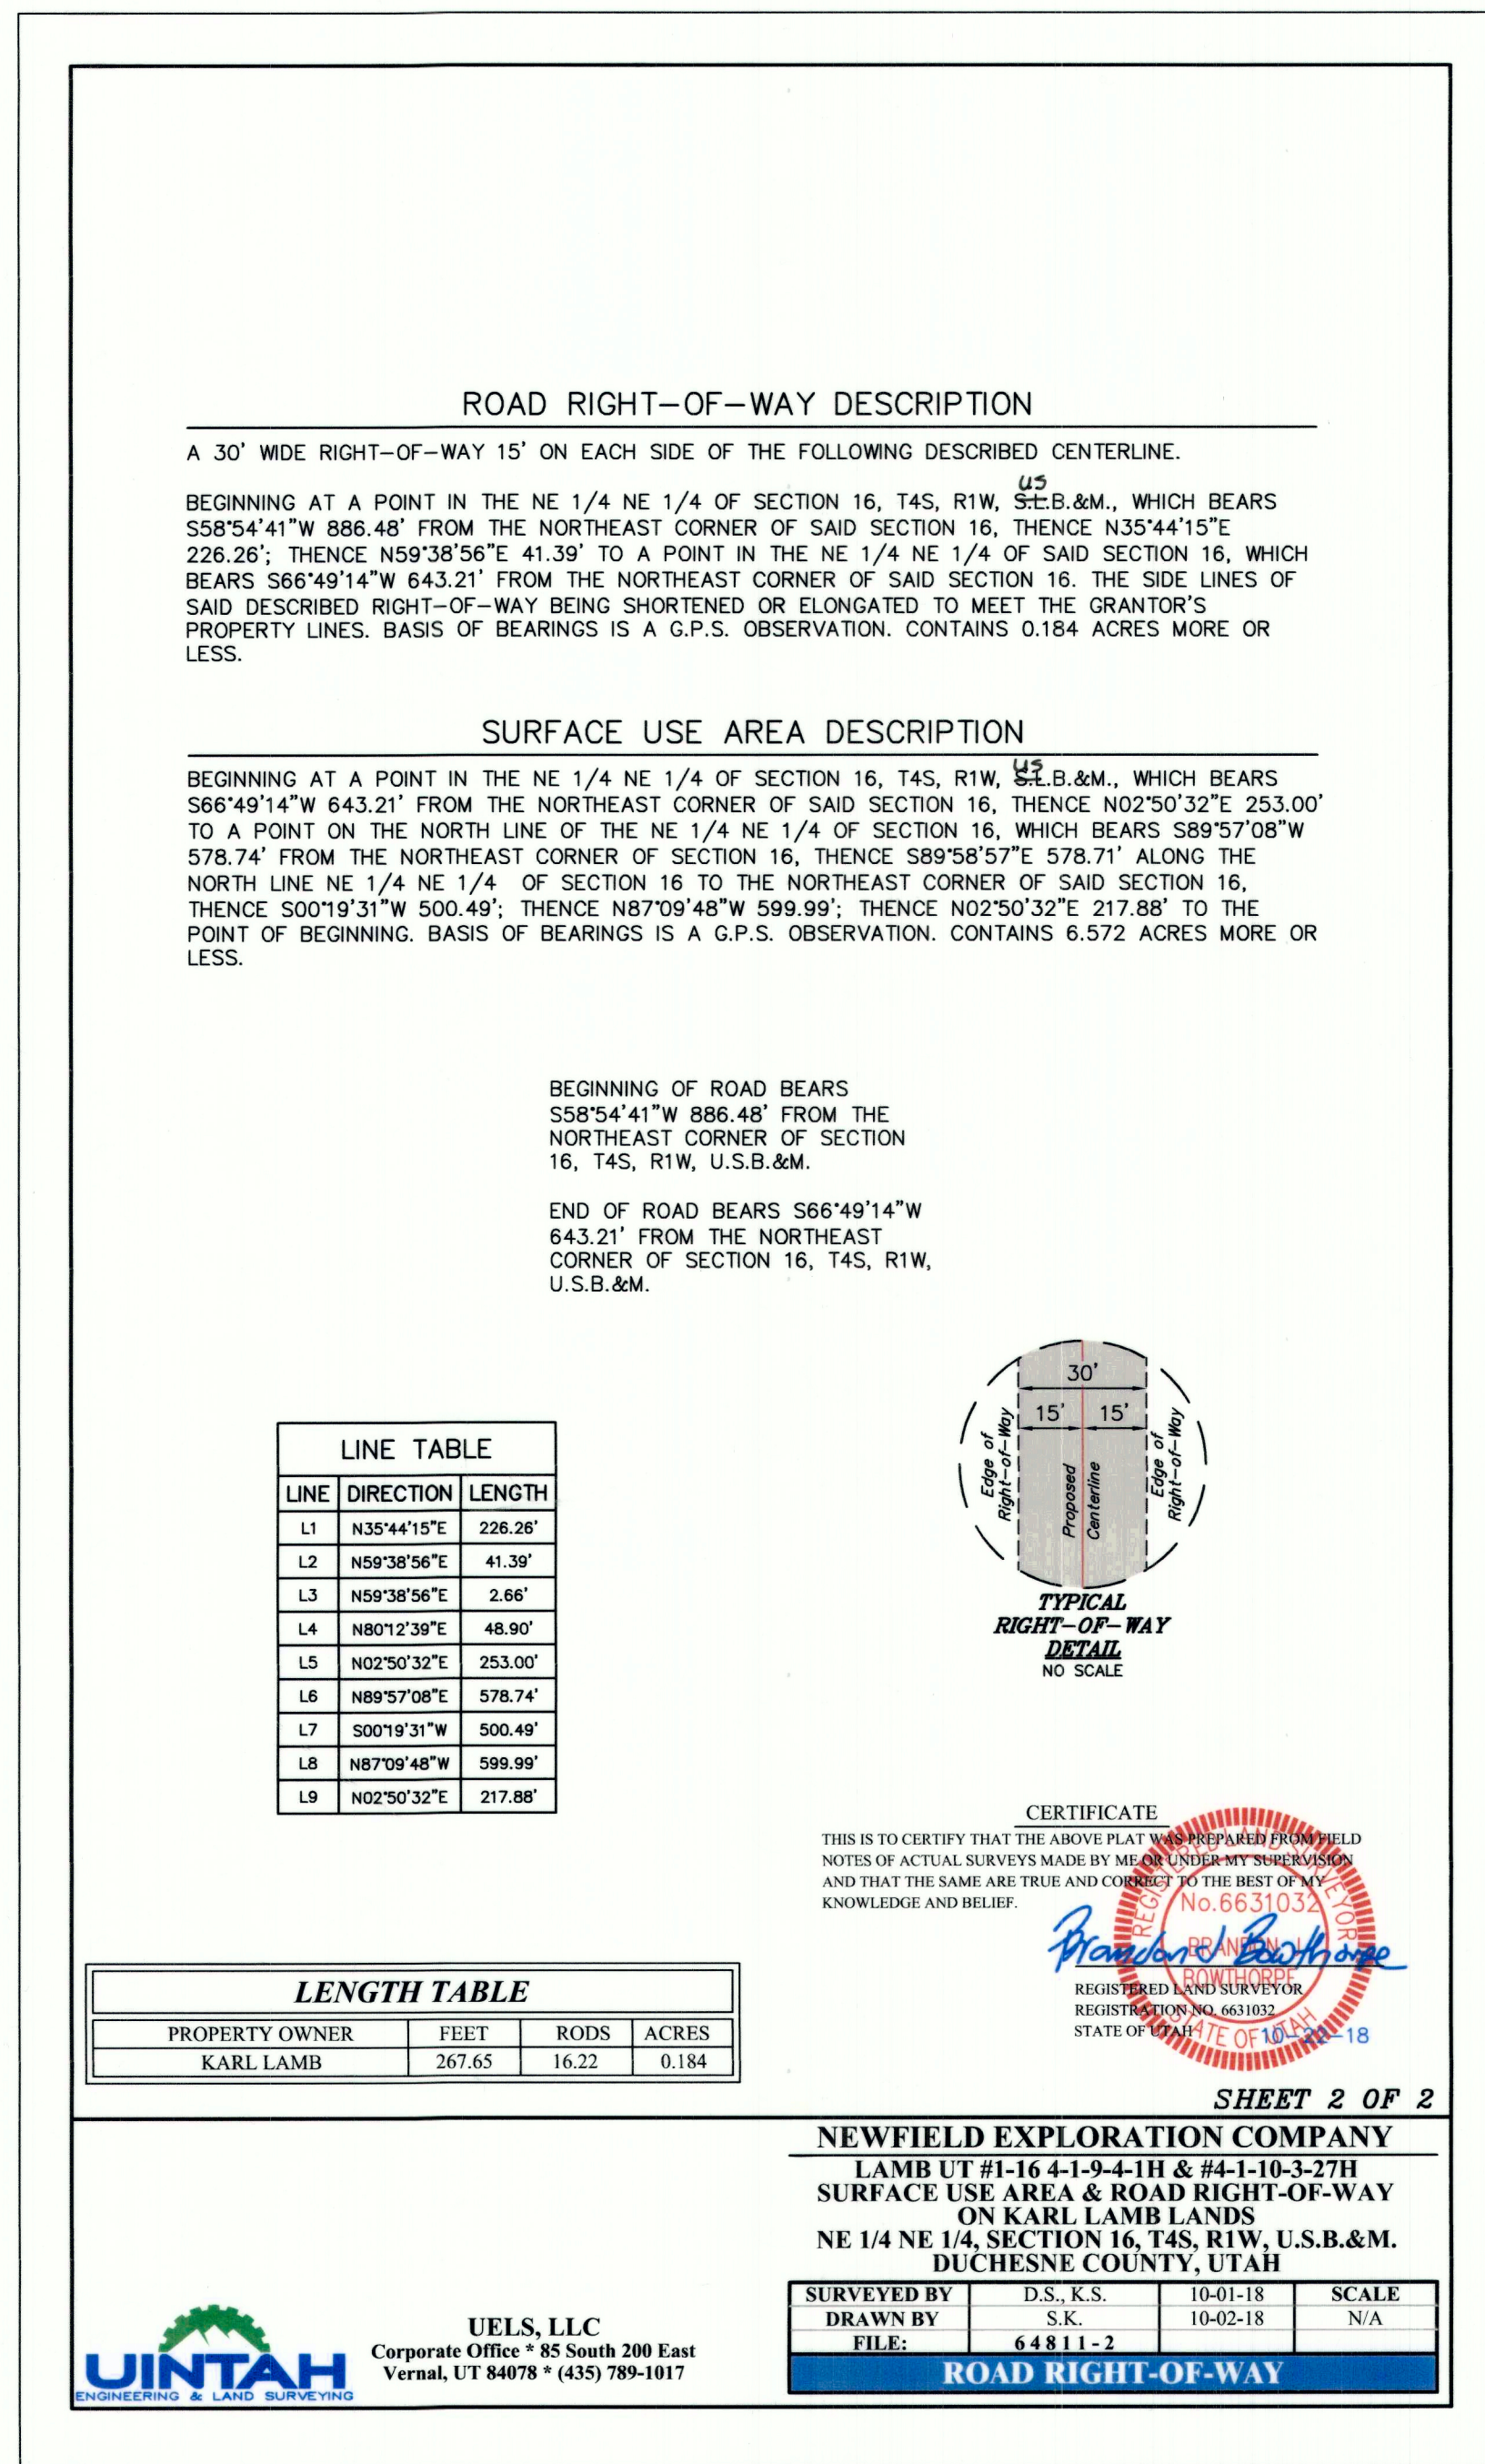 ROAD RIGHT-OF-WAY DESCRIPTION
A 30' WIDE RIGHT-OF-WAY 15' ON EACH SIDE OF THE FOLLOWING DESCRIBED CENTERLINE.
US
BEGINNING AT A POINT IN THE NE 1/4 NE 1/4 OF SECTION 16, T4S, R1W, S.L.B.&M., WHICH BEARS
S58°54'41"W 886.48' FROM THE NORTHEAST CORNER OF SAID SECTION 16, THENCE N35°44'15"E
226.26'; THENCE N59°38'56"E 41.39' TO A POINT IN THE NE 1/4 NE 1/4 OF SAID SECTION 16, WHICH
BEARS S66°49'14"W 643.21' FROM THE NORTHEAST CORNER OF SAID SECTION 16. THE SIDE LINES OF
SAID DESCRIBED RIGHT-OF-WAY BEING SHORTENED OR ELONGATED TO MEET THE GRANTOR'S
PROPERTY LINES. BASIS OF BEARINGS IS A G.P.S. OBSERVATION. CONTAINS 0.184 ACRES MORE OR
LESS.
SURFACE USE AREA DESCRIPTION
US
BEGINNING AT A POINT IN THE NE 1/4 NE 1/4 OF SECTION 16, T4S, R1W, S.L.B.&M., WHICH BEARS
S66°49'14"W 643.21' FROM THE NORTHEAST CORNER OF SAID SECTION 16, THENCE N02°50'32"E 253.00'
TO A POINT ON THE NORTH LINE OF THE NE 1/4 NE 1/4 OF SECTION 16, WHICH BEARS S89°57'08"W
578.74' FROM THE NORTHEAST CORNER OF SECTION 16, THENCE S89°58'57"E 578.71' ALONG THE
NORTH LINE NE 1/4 NE 1/4 OF SECTION 16 TO THE NORTHEAST CORNER OF SAID SECTION 16,
THENCE S00°19'31"W 500.49'; THENCE N87°09'48"W 599.99'; THENCE N02°50'32"E 217.88' TO THE
POINT OF BEGINNING. BASIS OF BEARINGS IS A G.P.S. OBSERVATION. CONTAINS 6.572 ACRES MORE OR
LESS.
BEGINNING OF ROAD BEARS
S58°54'41"W 886.48' FROM THE
NORTHEAST CORNER OF SECTION
16, T4S, R1W, U.S.B.&M.
END OF ROAD BEARS S66°49'14"W
643.21' FROM THE NORTHEAST
CORNER OF SECTION 16, T4S, R1W,
U.S.B.&M.
30'
15' 15'
Edge of
Right-of-Way
Proposed
Centerline
Edge of
Right-of-Way
TYPICAL
RIGHT-OF-WAY
DETAIL
NO SCALE
LINE TABLE
LINE DIRECTION LENGTH
L1 N35°44'15"E 226.26'
L2 N59°38'56"E 41.39'
L3 N59°38'56"E 2.66'
L4 N80°12'39"E 48.90'
L5 N02°50'32"E 253.00'
L6 N89°57'08"E 578.74'
L7 S00°19'31"W 500.49'
L8 N87°09'48"W 599.99'
L9 N02°50'32"E 217.88'
CERTIFICATE
THIS IS TO CERTIFY THAT THE ABOVE PLAT WAS PREPARED FROM FIELD
NOTES OF ACTUAL SURVEYS MADE BY ME OR UNDER MY SUPERVISION
AND THAT THE SAME ARE TRUE AND CORRECT TO THE BEST OF MY
KNOWLEDGE AND BELIEF.
REGISTERED LAND SURVEYOR
No.6631032
BRANDON J.
BOWTHORPE
STATE OF UTAH
Brandon J Bowthorpe
REGISTERED LAND SURVEYOR
REGISTRATION NO. 6631032
STATE OF UTAH
10-22-18
LENGTH TABLE
PROPERTY OWNER FEET RODS ACRES
KARL LAMB 267.65 16.22 0.184
SHEET 2 OF 2
NEWFIELD EXPLORATION COMPANY
LAMB UT #1-16 4-1-9-4-1H & #4-1-10-3-27H
SURFACE USE AREA & ROAD RIGHT-OF-WAY
ON KARL LAMB LANDS
NE 1/4 NE 1/4, SECTION 16, T4S, R1W, U.S.B.&M.
DUCHESNE COUNTY, UTAH
SURVEYED BY D.S., K.S. 10-01-18 SCALE
DRAWN BY S.K. 10-02-18 N/A
FILE: 64811-2
ROAD RIGHT-OF-WAY
UINTAH
ENGINEERING & LAND SURVEYING
UELS, LLC
Corporate Office * 85 South 200 East
Vernal, UT 84078 * (435) 789-1017